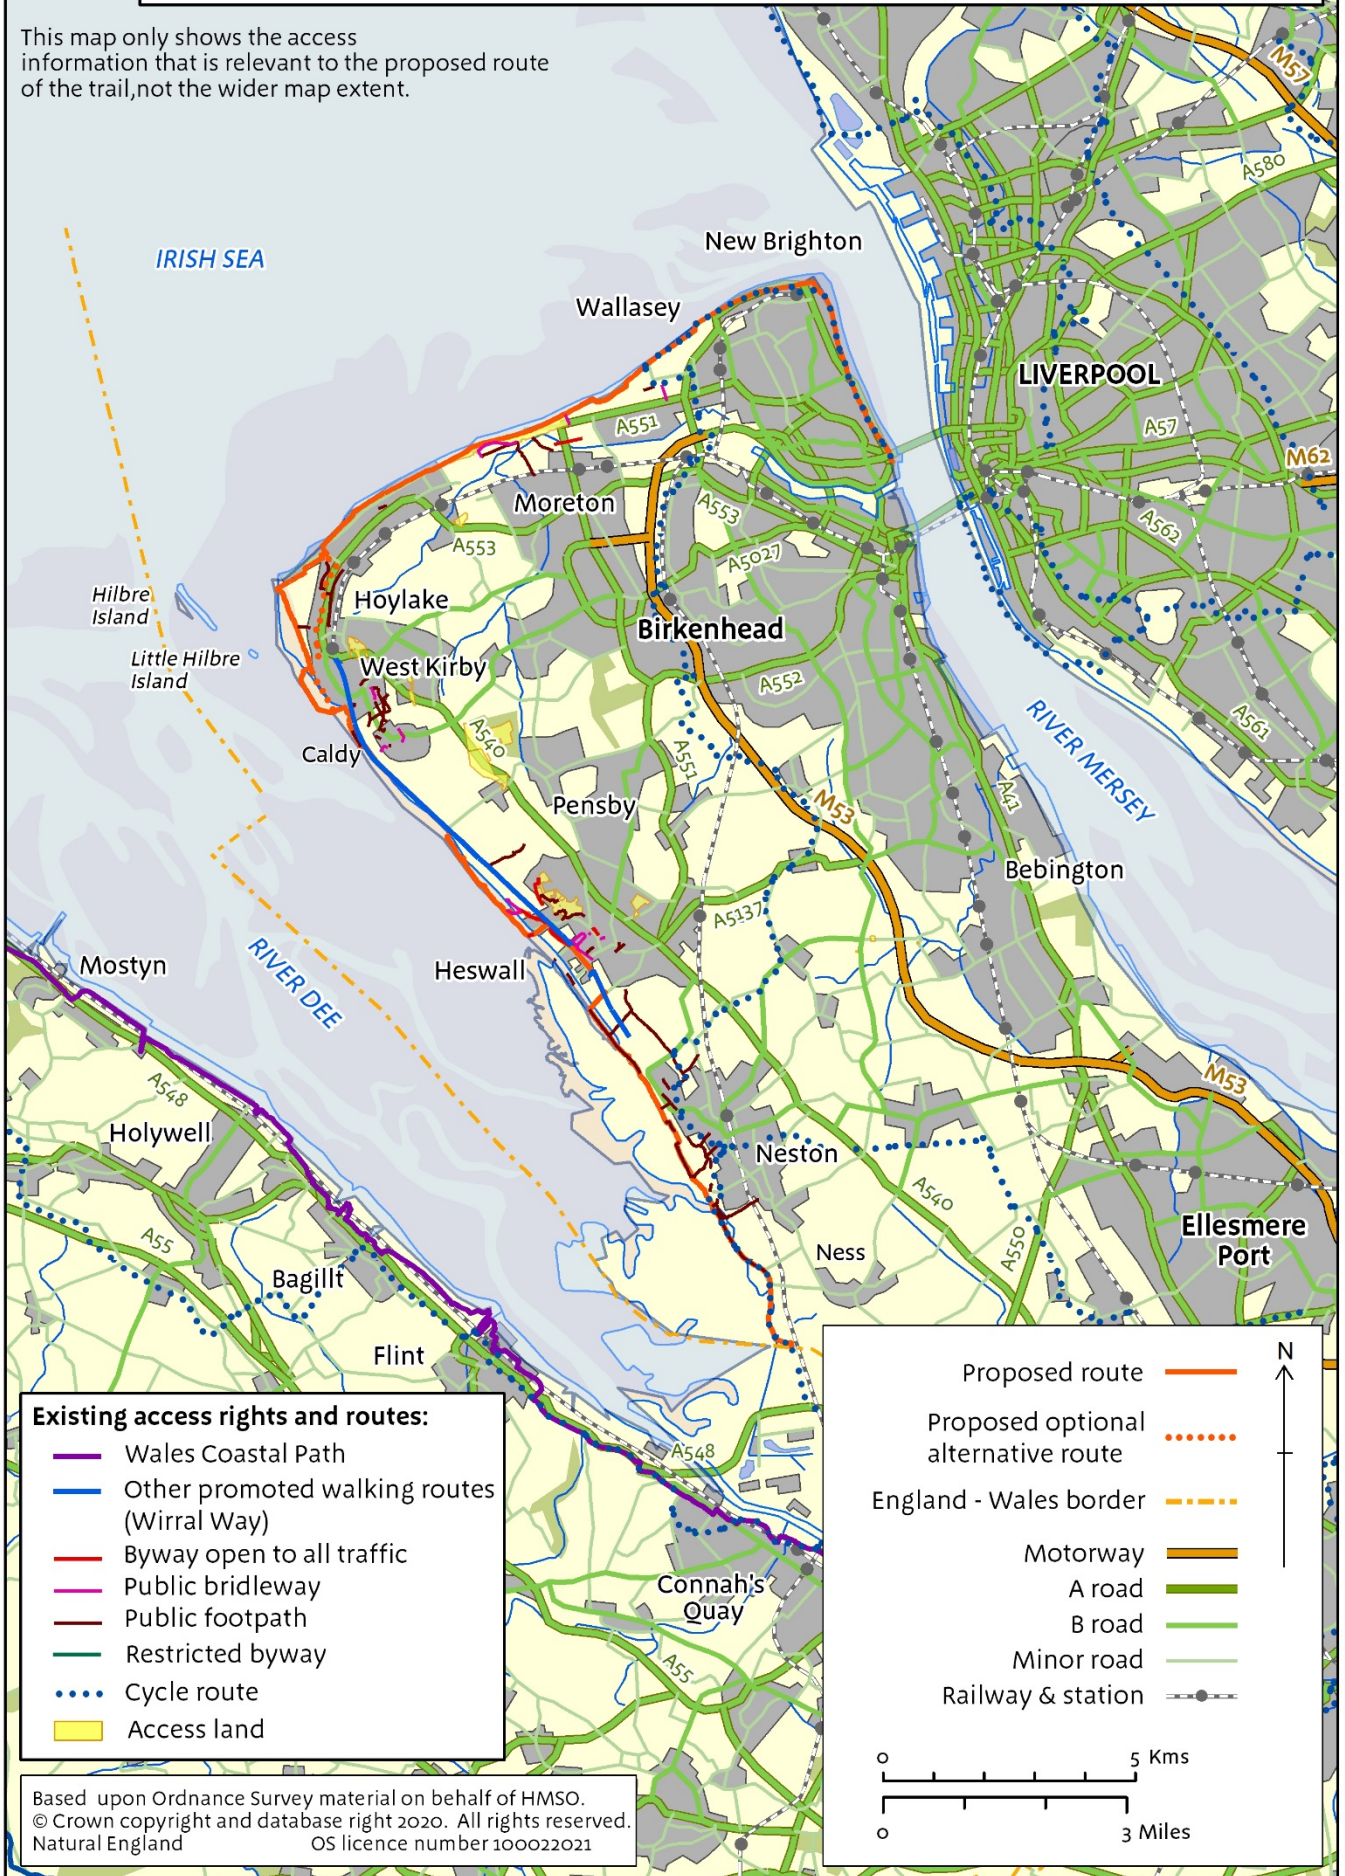 This map only shows the access
information that is relevant to the proposed route
of the trail,not the wider map extent.
M57
A580
IRISH SEA
New Brighton
Wallasey
LIVERPOOL
A551
A57
M62
Moreton
A553
A562
A553
A5027
Hilbre
Island
Hoylake
Birkenhead
Little Hilbre
Island
West Kirby
A552
A540
RIVER MERSEY
A561
Caldy
A551
Pensby
M53
A41
Bebington
A5137
Mostyn
RIVER DEE
Heswall
A548
M53
Holywell
Neston
A540
A55
A550
Ellesmere
Port
Ness
Bagillt
Flint
A548
Connah's
Quay
A55
Existing access rights and routes:
Wales Coastal Path
Other promoted walking routes
(Wirral Way)
Byway open to all traffic
Public bridleway
Public footpath
Restricted byway
Cycle route
Access land
Based upon Ordnance Survey material on behalf of HMSO.
© Crown copyright and database right 2020. All rights reserved.
Natural England OS licence number 100022021
N
Proposed route
Proposed optional
alternative route
England - Wales border
Motorway
A road
B road
Minor road
Railway & station
0 5 Kms
0 3 Miles